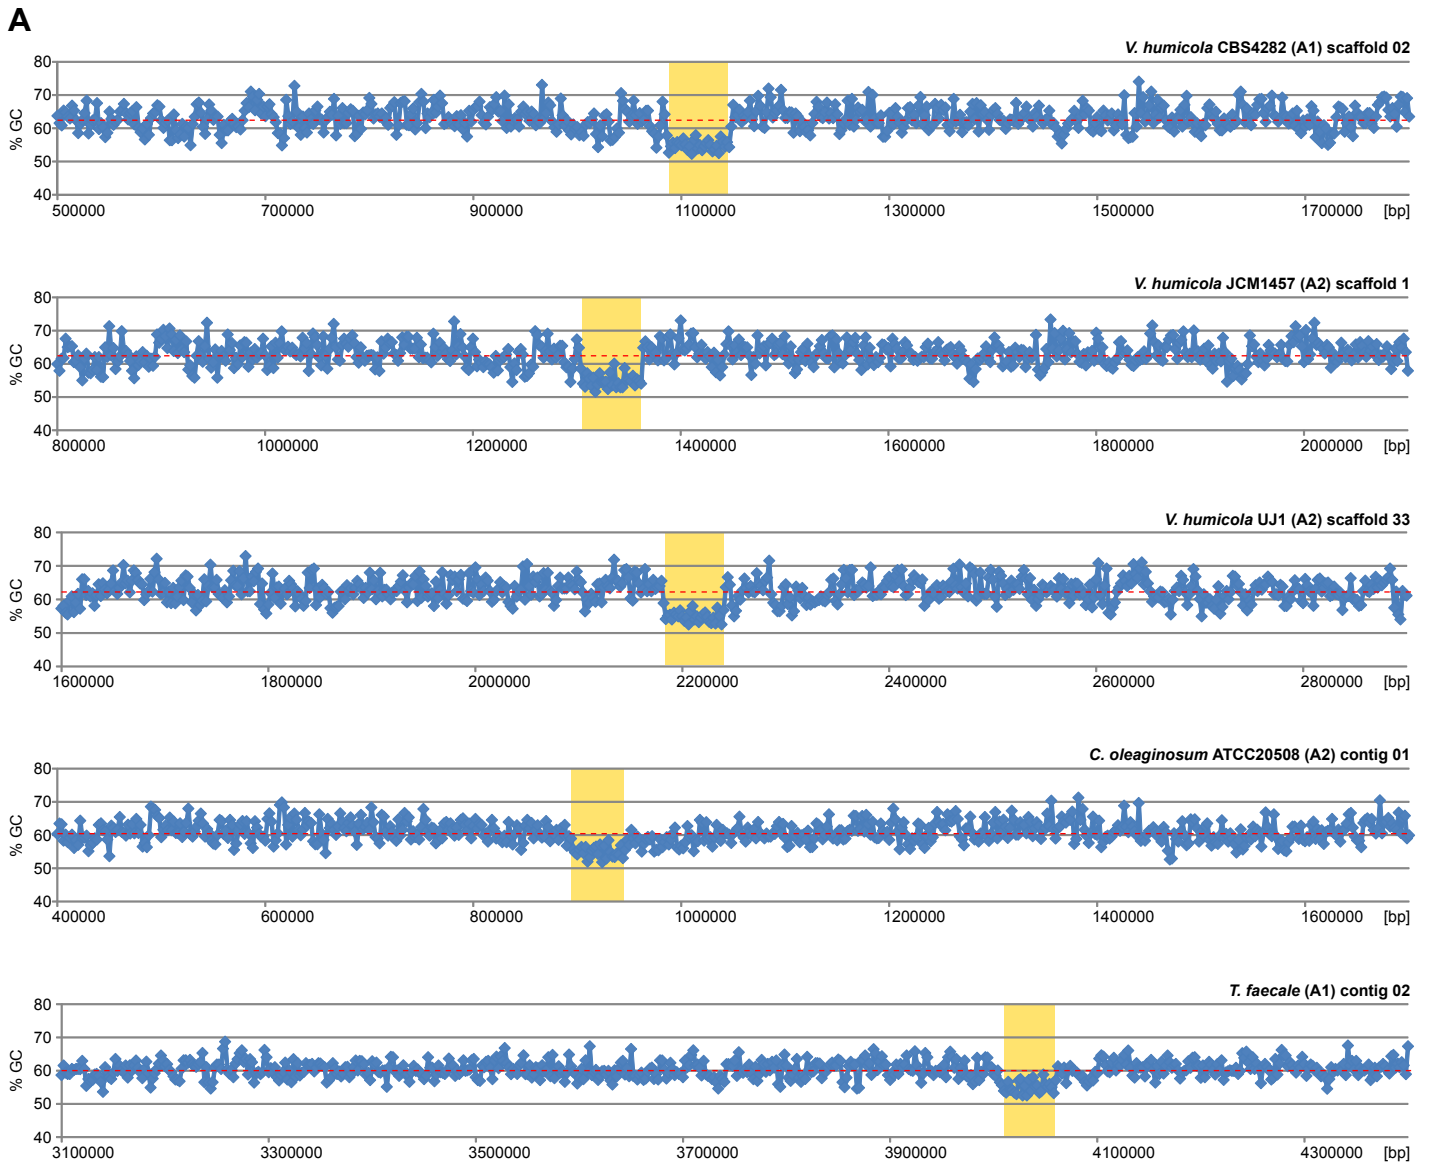 A
V. humicola CBS4282 (A1) scaffold 02
80
70
60
50
40
% GC
500000 700000 900000 1100000 1300000 1500000 1700000 [bp]
V. humicola JCM1457 (A2) scaffold 1
80
70
60
50
40
% GC
800000 1000000 1200000 1400000 1600000 1800000 2000000 [bp]
V. humicola UJ1 (A2) scaffold 33
80
70
60
50
40
% GC
1600000 1800000 2000000 2200000 2400000 2600000 2800000 [bp]
C. oleaginosum ATCC20508 (A2) contig 01
80
70
60
50
40
% GC
400000 600000 800000 1000000 1200000 1400000 1600000 [bp]
T. faecale (A1) contig 02
80
70
60
50
40
% GC
3100000 3300000 3500000 3700000 3900000 4100000 4300000 [bp]